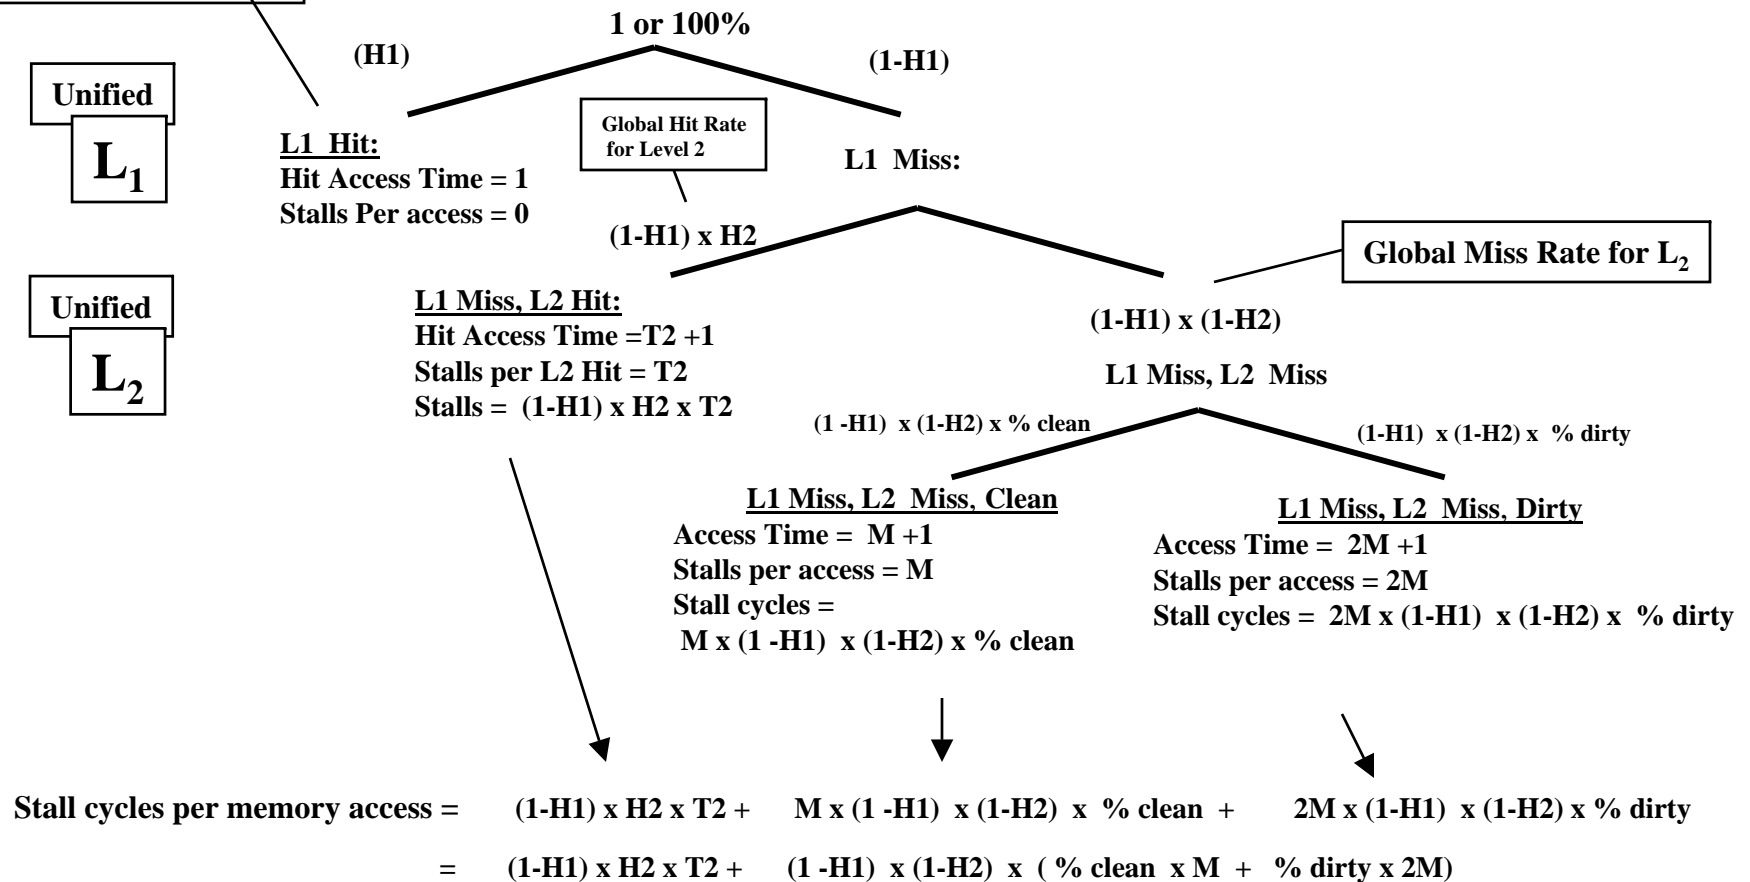 1 or 100%
(H1)
(1-H1)
Unified
L1
Global Hit Rate
for Level 2
L1 Hit:
Hit Access Time = 1
Stalls Per access = 0
L1 Miss:
(1-H1) x H2
Global Miss Rate for L2
Unified
L2
L1 Miss, L2 Hit:
Hit Access Time =T2 +1
Stalls per L2 Hit = T2
Stalls = (1-H1) x H2 x T2
(1-H1) x (1-H2)
L1 Miss, L2 Miss
(1 -H1) x (1-H2) x % clean
(1-H1) x (1-H2) x % dirty
L1 Miss, L2 Miss, Clean
Access Time = M +1
Stalls per access = M
Stall cycles =
M x (1 -H1) x (1-H2) x % clean
L1 Miss, L2 Miss, Dirty
Access Time = 2M +1
Stalls per access = 2M
Stall cycles = 2M x (1-H1) x (1-H2) x % dirty
Stall cycles per memory access = (1-H1) x H2 x T2 + M x (1 -H1) x (1-H2) x % clean + 2M x (1-H1) x (1-H2) x % dirty
= (1-H1) x H2 x T2 + (1 -H1) x (1-H2) x ( % clean x M + % dirty x 2M)